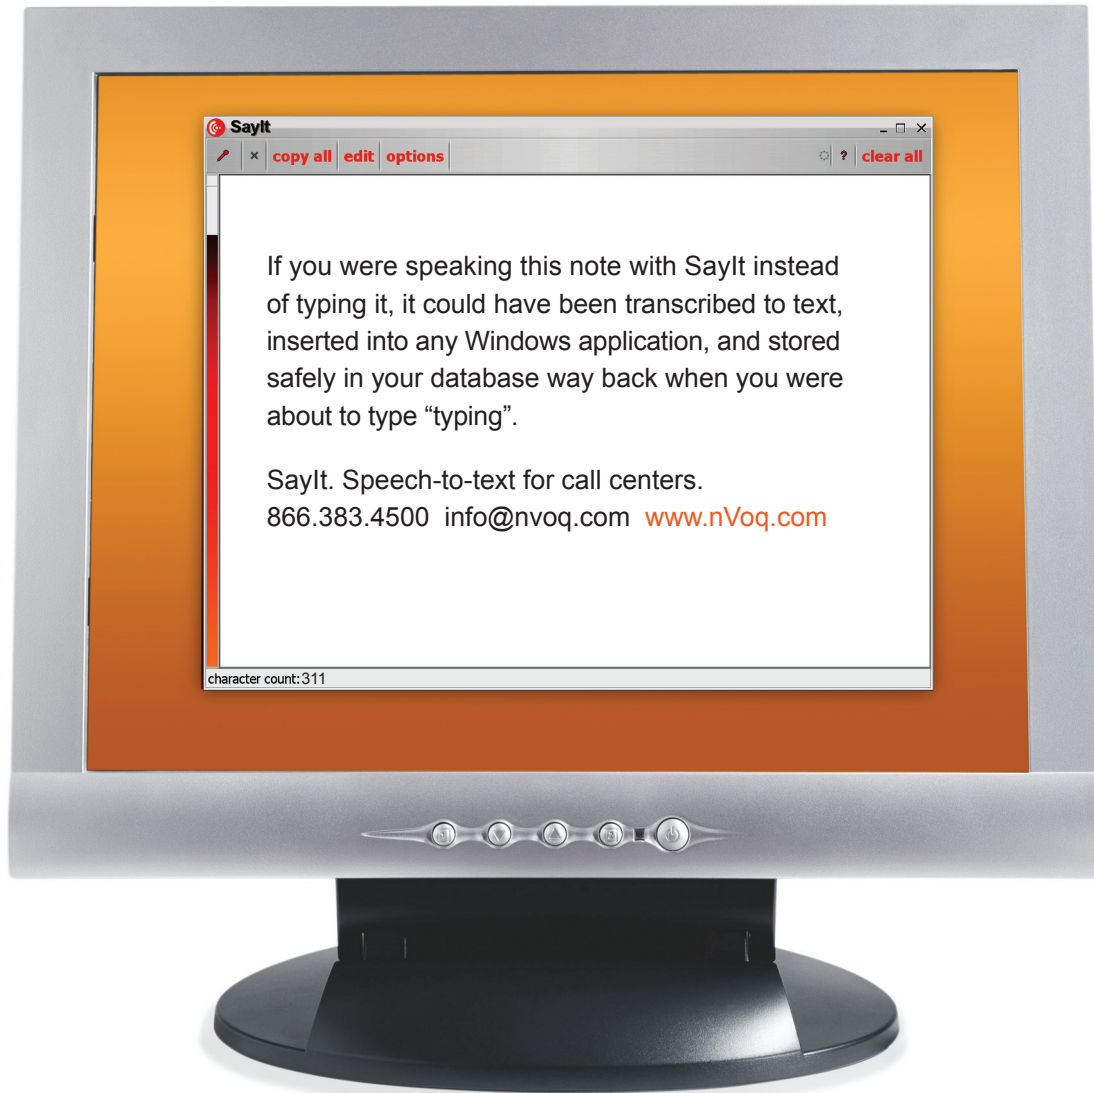 SayIt
copy all edit options ? clear all
If you were speaking this note with SayIt instead
of typing it, it could have been transcribed to text,
inserted into any Windows application, and stored
safely in your database way back when you were
about to type “typing”.
SayIt. Speech-to-text for call centers.
866.383.4500 info@nvoq.com www.nVoq.com
character count: 311